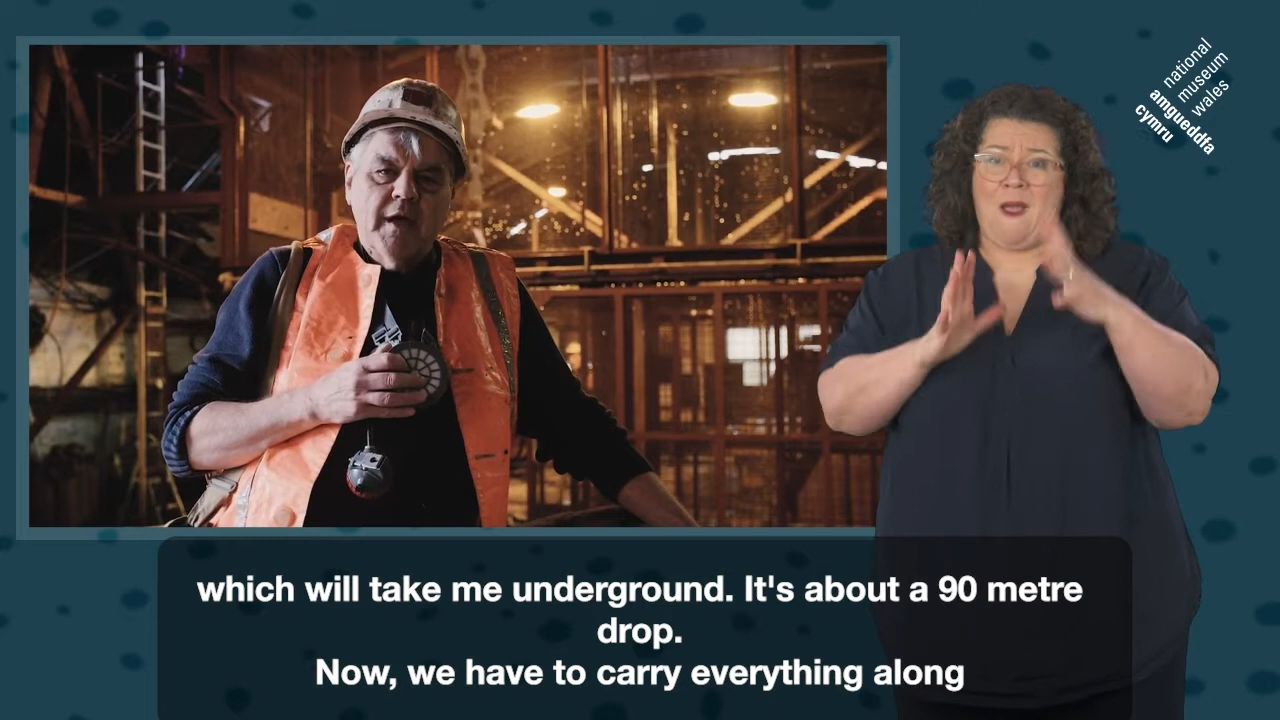 national
museum
wales
amgueddfa
cymru
which will take me underground. It's about a 90 metre
drop.
Now, we have to carry everything along